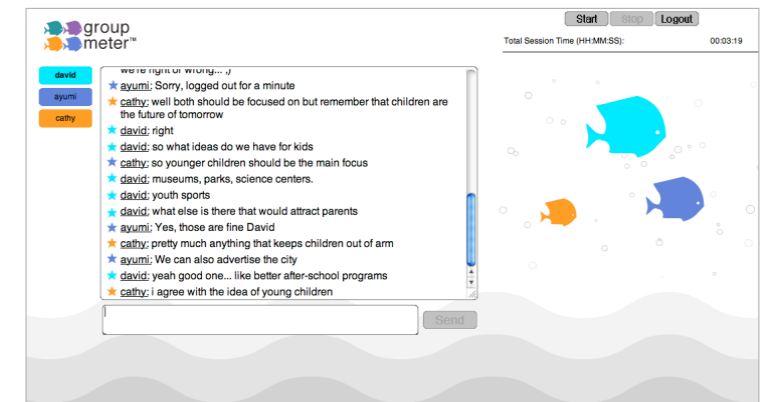 group
meter™
Start Stop Logout
Total Session Time (HH:MM:SS): 00:03:19
david
ayumi
cathy
we're right or wrong... ;)
ayumi: Sorry, logged out for a minute
cathy: well both should be focused on but remember that children are
the future of tomorrow
david: right
david: so what ideas do we have for kids
cathy: so younger children should be the main focus
david: museums, parks, science centers.
david: youth sports
david: what else is there that would attract parents
ayumi: Yes, those are fine David
cathy: pretty much anything that keeps children out of arm
ayumi: We can also advertise the city
david: yeah good one... like better after-school programs
cathy: i agree with the idea of young children
Send